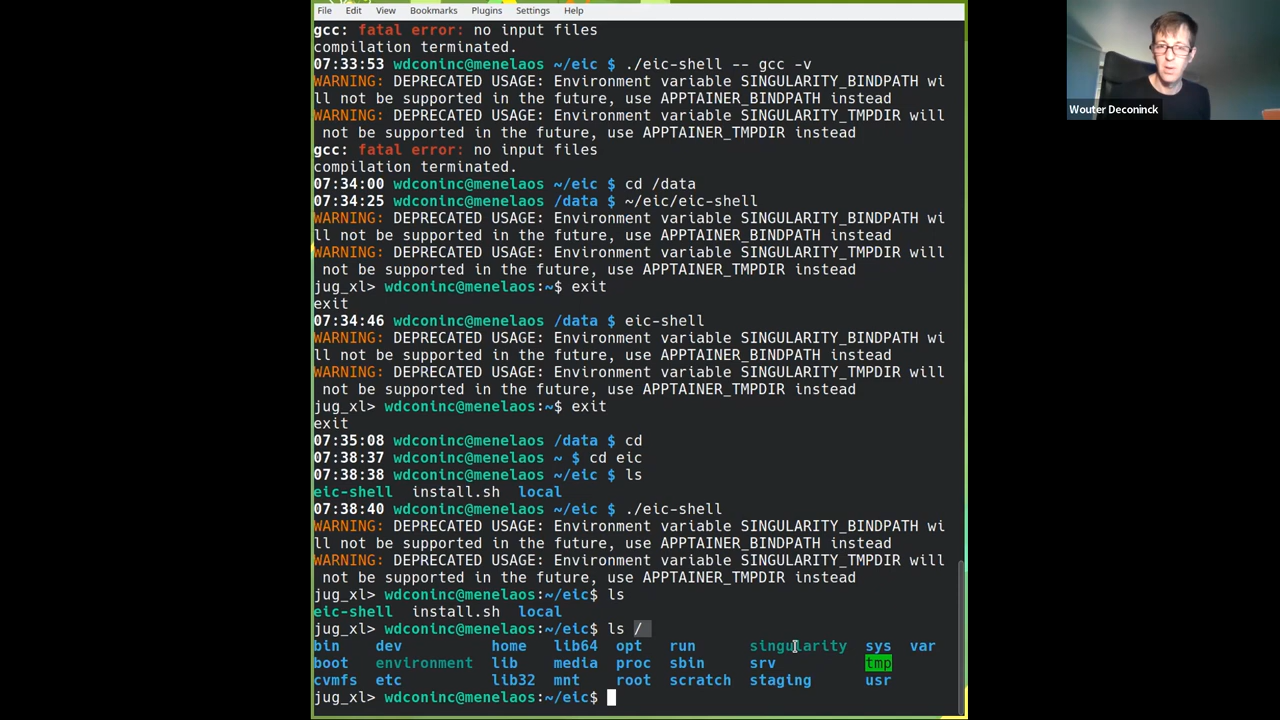 File Edit View Bookmarks Plugins Settings Help
gcc: fatal error: no input files
compilation terminated.
07:33:53 wdconinc@menelaos ~/eic $ ./eic-shell -- gcc -v
WARNING: DEPRECATED USAGE: Environment variable SINGULARITY_BINDPATH wi
ll not be supported in the future, use APPTAINER_BINDPATH instead
WARNING: DEPRECATED USAGE: Environment variable SINGULARITY_TMPDIR will
 not be supported in the future, use APPTAINER_TMPDIR instead
gcc: fatal error: no input files
compilation terminated.
07:34:00 wdconinc@menelaos ~/eic $ cd /data
07:34:25 wdconinc@menelaos /data $ ~/eic/eic-shell
WARNING: DEPRECATED USAGE: Environment variable SINGULARITY_BINDPATH wi
ll not be supported in the future, use APPTAINER_BINDPATH instead
WARNING: DEPRECATED USAGE: Environment variable SINGULARITY_TMPDIR will
 not be supported in the future, use APPTAINER_TMPDIR instead
jug_xl> wdconinc@menelaos:~$ exit
exit
07:34:46 wdconinc@menelaos /data $ eic-shell
WARNING: DEPRECATED USAGE: Environment variable SINGULARITY_BINDPATH wi
ll not be supported in the future, use APPTAINER_BINDPATH instead
WARNING: DEPRECATED USAGE: Environment variable SINGULARITY_TMPDIR will
 not be supported in the future, use APPTAINER_TMPDIR instead
jug_xl> wdconinc@menelaos:~$ exit
exit
07:35:08 wdconinc@menelaos /data $ cd
07:38:37 wdconinc@menelaos ~ $ cd eic
07:38:38 wdconinc@menelaos ~/eic $ ls
eic-shell install.sh local
07:38:40 wdconinc@menelaos ~/eic $ ./eic-shell
WARNING: DEPRECATED USAGE: Environment variable SINGULARITY_BINDPATH wi
ll not be supported in the future, use APPTAINER_BINDPATH instead
WARNING: DEPRECATED USAGE: Environment variable SINGULARITY_TMPDIR will
 not be supported in the future, use APPTAINER_TMPDIR instead
jug_xl> wdconinc@menelaos:~/eic$ ls
eic-shell install.sh local
jug_xl> wdconinc@menelaos:~/eic$ ls /
bin dev home lib64 opt run singularity sys var
boot environment lib media proc sbin srv tmp
cvmfs etc lib32 mnt root scratch staging usr
jug_xl> wdconinc@menelaos:~/eic$
Wouter Deconinck